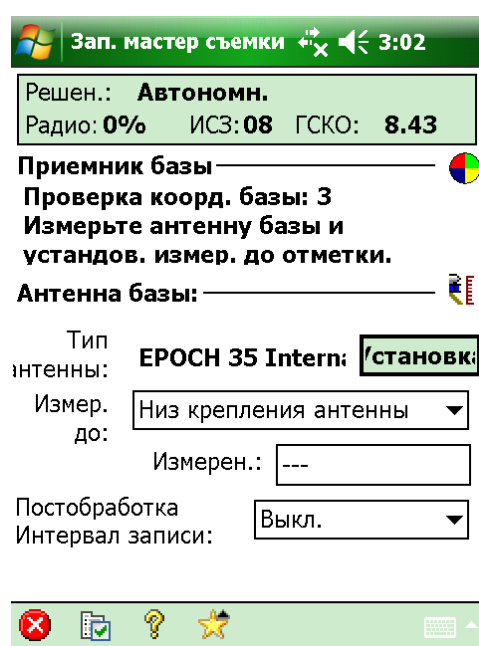 Зап. мастер съемки 3:02
Решен.: Автономн.
Радио: 0% ИСЗ: 08 ГСКО: 8.43
Приемник базы
Проверка коорд. базы: 3
Измерьте антенну базы и
устандов. измер. до отметки.
Антенна базы:
Тип
антенны: EPOCH 35 Interna Установка
Измер.
до: Низ крепления антенны
Измерен.: ---
Постобработка
Интервал записи: Выкл.